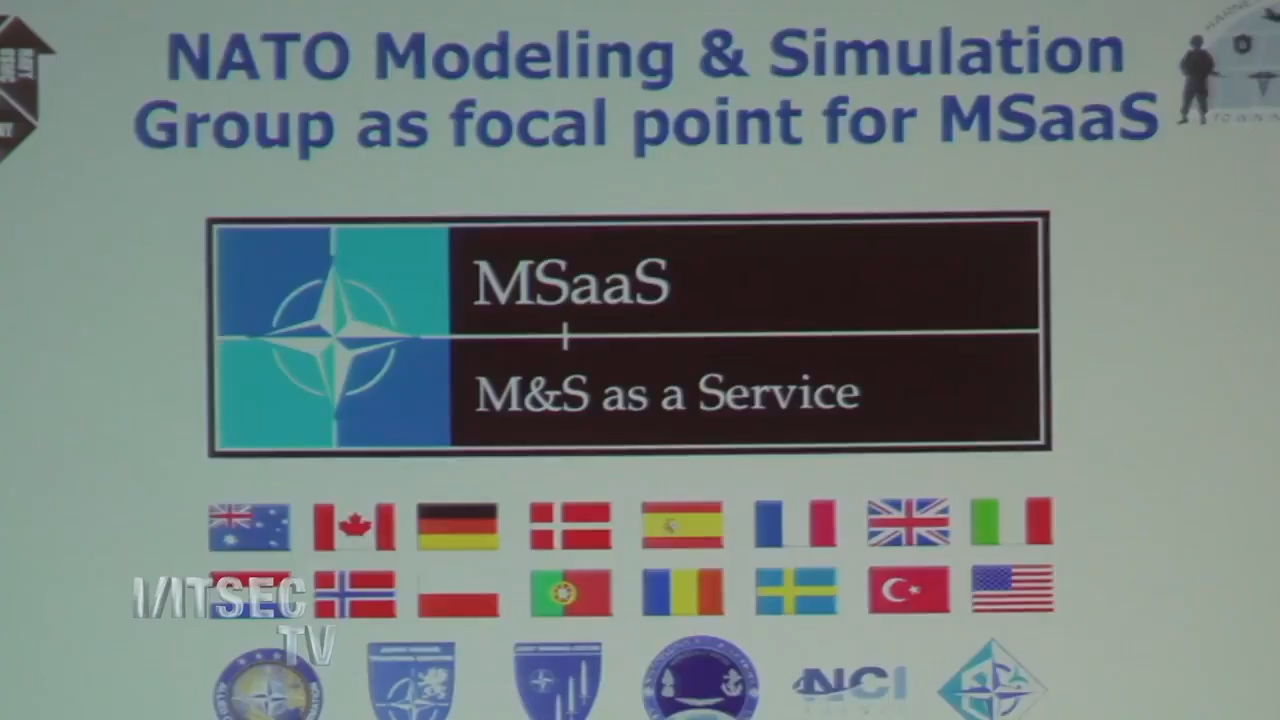 NATO Modeling & Simulation
Group as focal point for MSaaS
MSaaS
M&S as a Service
I/ITSEC
TV
NCI